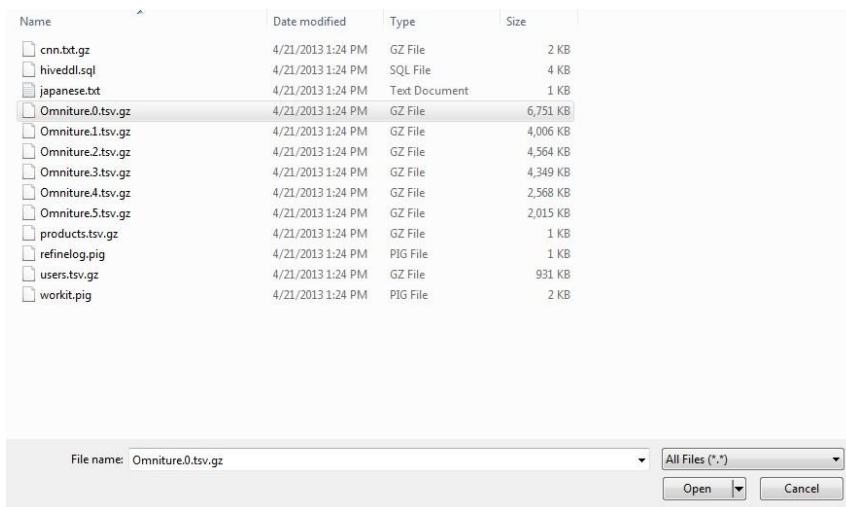 Name Date modified Type Size
cnn.txt.gz 4/21/2013 1:24 PM GZ File 2 KB
hiveddl.sql 4/21/2013 1:24 PM SQL File 4 KB
japanese.txt 4/21/2013 1:24 PM Text Document 1 KB
Omniture.0.tsv.gz 4/21/2013 1:24 PM GZ File 6,751 KB
Omniture.1.tsv.gz 4/21/2013 1:24 PM GZ File 4,006 KB
Omniture.2.tsv.gz 4/21/2013 1:24 PM GZ File 4,564 KB
Omniture.3.tsv.gz 4/21/2013 1:24 PM GZ File 4,349 KB
Omniture.4.tsv.gz 4/21/2013 1:24 PM GZ File 2,568 KB
Omniture.5.tsv.gz 4/21/2013 1:24 PM GZ File 2,015 KB
products.tsv.gz 4/21/2013 1:24 PM GZ File 1 KB
refinelog.pig 4/21/2013 1:24 PM PIG File 1 KB
users.tsv.gz 4/21/2013 1:24 PM GZ File 931 KB
workit.pig 4/21/2013 1:24 PM PIG File 2 KB
File name: Omniture.0.tsv.gz All Files (*.*)
Open Cancel